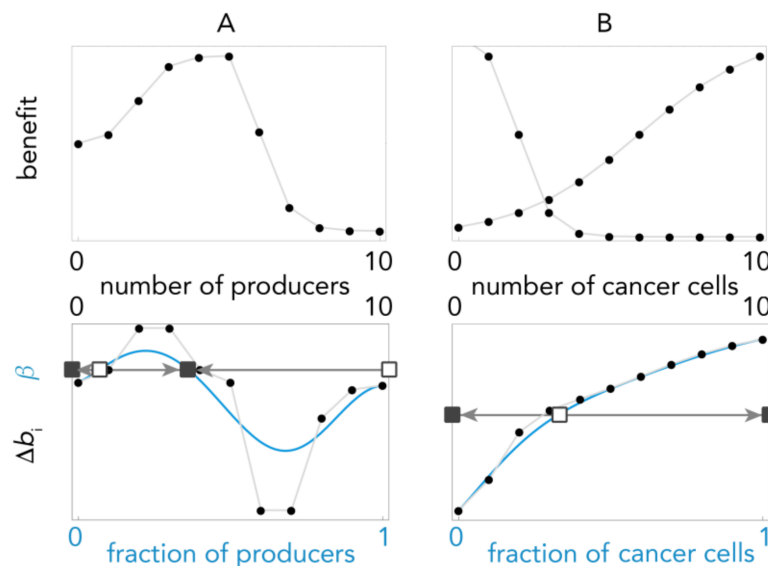 A B
benefit
0 10 0 10
number of producers number of cancer cells
0 10 0 10
Δbᵢ β
0 1 0 1
fraction of producers fraction of cancer cells